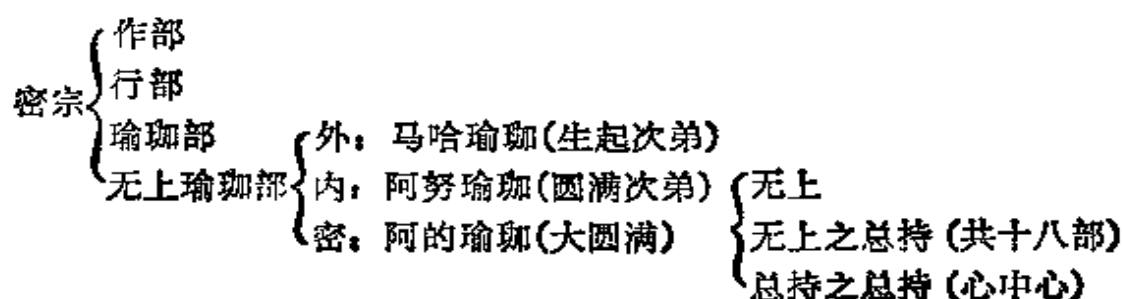 作部
行部
密宗
瑜珈部
外：马哈瑜珈(生起次弟)
无上瑜珈部
内：阿努瑜珈(圆满次弟)
无上
密：阿的瑜珈(大圆满)
无上之总持(共十八部)
总持之总持(心中心)